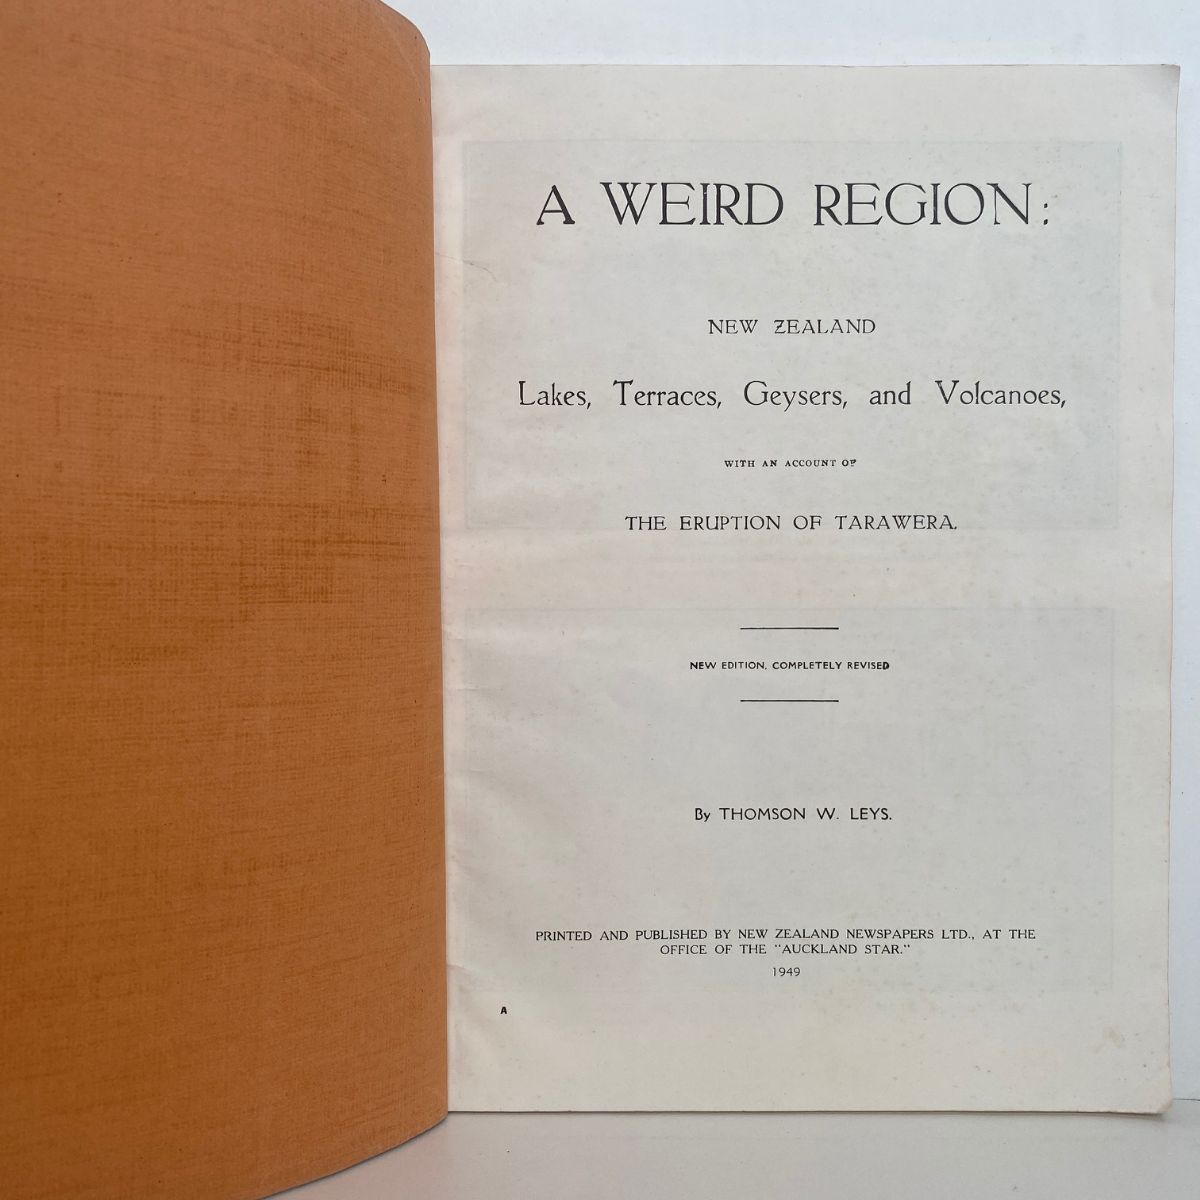 A WEIRD REGION:
NEW ZEALAND
Lakes, Terraces, Geysers, and Volcanoes,
WITH AN ACCOUNT OF
THE ERUPTION OF TARAWERA.
NEW EDITION, COMPLETELY REVISED
By THOMSON W. LEYS.
PRINTED AND PUBLISHED BY NEW ZEALAND NEWSPAPERS LTD., AT THE
OFFICE OF THE "AUCKLAND STAR."
1949
A